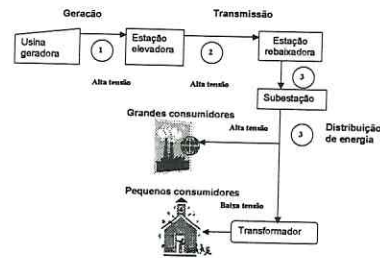 Geração
Transmissão
Usina
geradora
1
Estação
elevadora
2
Estação
rebaixadora
Alta tensão
Alta tensão
3
Subestação
Grandes consumidores
Alta tensão
3
Distribuição
de energia
Pequenos consumidores
Baixa tensão
Transformador